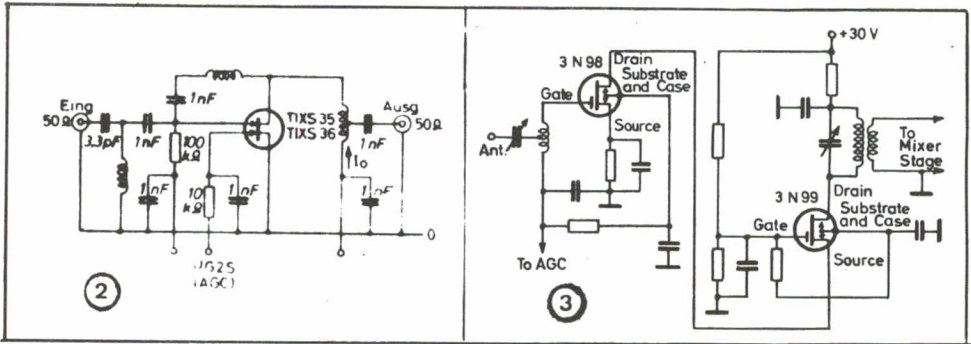 Eing
50Ω
3,3pF
1nF
1nF
100
kΩ
1nF
10
kΩ
1nF
TIXS 35
TIXS 36
Ausg
50Ω
1nF
I₀
1nF
0
(AGC)
2
3 N 98
Drain
Substrate
and Case
Gate
Source
Ant.
To AGC
3
+30 V
To
Mixer
Stage
3 N 99
Drain
Substrate
and Case
Gate
Source